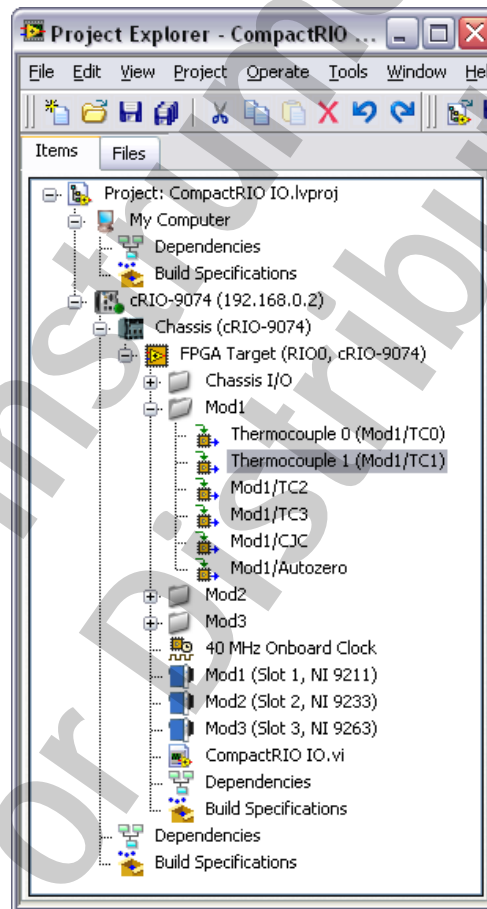 Project Explorer - CompactRIO ...
File Edit View Project Operate Tools Window Hel
Items Files
Project: CompactRIO IO.lvproj
My Computer
Dependencies
Build Specifications
cRIO-9074 (192.168.0.2)
Chassis (cRIO-9074)
FPGA Target (RIO0, cRIO-9074)
Chassis I/O
Mod1
Thermocouple 0 (Mod1/TC0)
Thermocouple 1 (Mod1/TC1)
Mod1/TC2
Mod1/TC3
Mod1/CJC
Mod1/Autozero
Mod2
Mod3
40 MHz Onboard Clock
Mod1 (Slot 1, NI 9211)
Mod2 (Slot 2, NI 9233)
Mod3 (Slot 3, NI 9263)
CompactRIO IO.vi
Dependencies
Build Specifications
Dependencies
Build Specifications